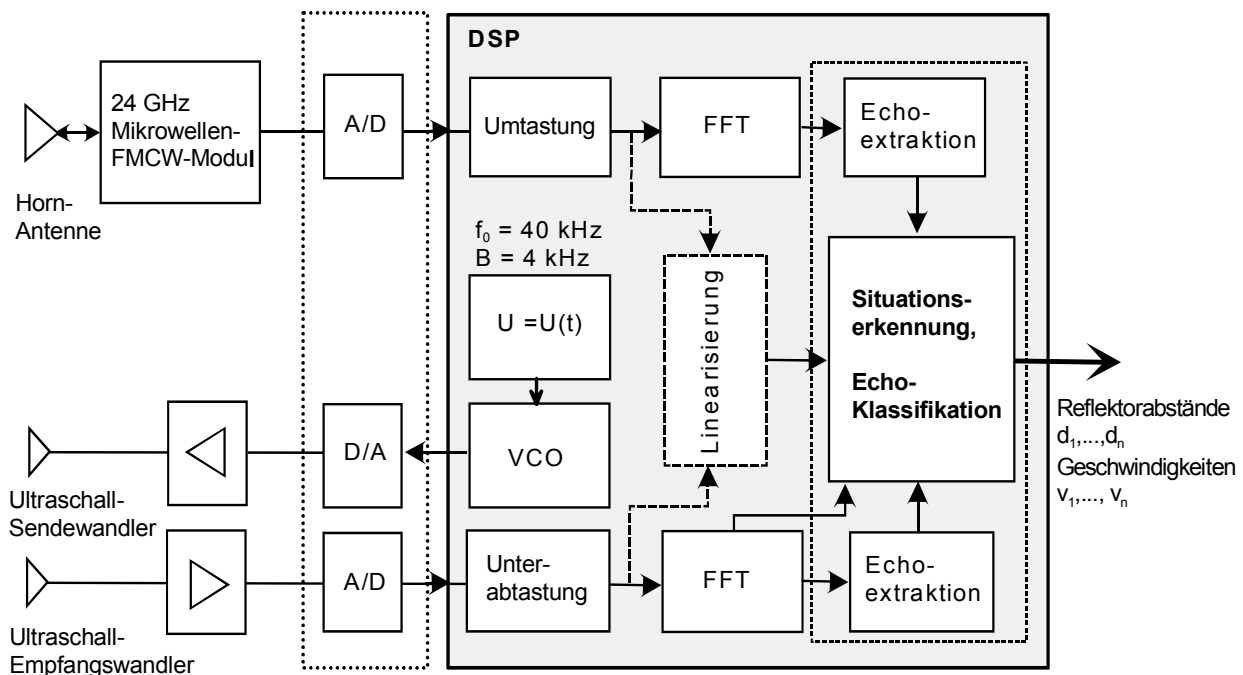 DSP
24 GHz
Mikrowellen-
FMCW-Modul
A/D
Umtastung
FFT
Echo-
extraktion
Horn-
Antenne
f₀ = 40 kHz
B = 4 kHz
U =U(t)
Linearisierung
Situations-
erkennung,
Echo-
Klassifikation
Reflektorabstände
d₁,...,dₙ
Geschwindigkeiten
v₁,..., vₙ
D/A
VCO
Ultraschall-
Sendewandler
A/D
Unter-
abtastung
FFT
Echo-
extraktion
Ultraschall-
Empfangswandler